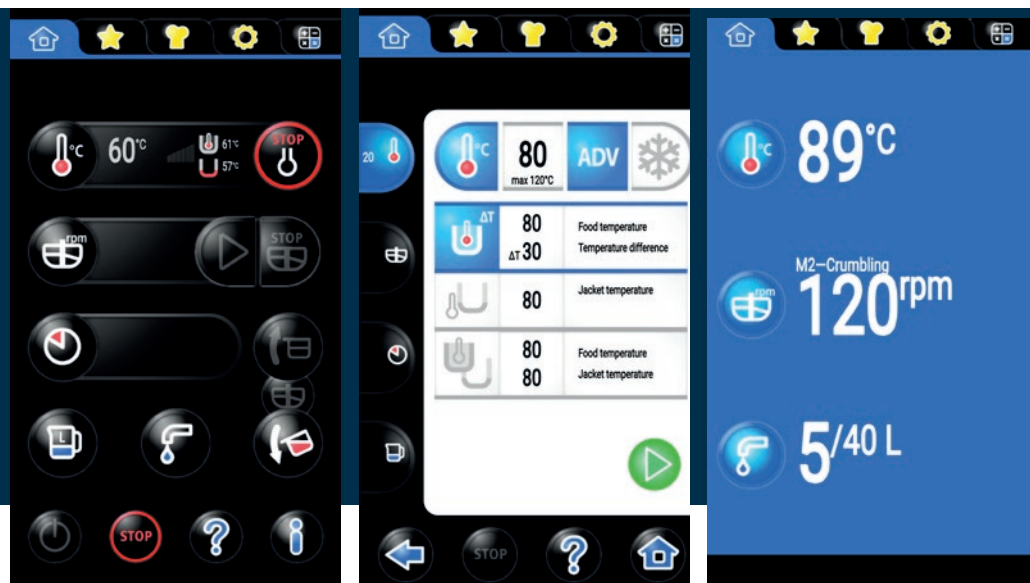 °C
60°C
61°C
57°C
STOP
rpm
STOP
L
STOP
20
°C
80
max 120°C
ADV
ΔT
80
Food temperature
ΔT 30
Temperature difference
80
Jacket temperature
80
Food temperature
80
Jacket temperature
STOP
°C
89°C
M2-Crumbling
rpm
120rpm
5/40 L